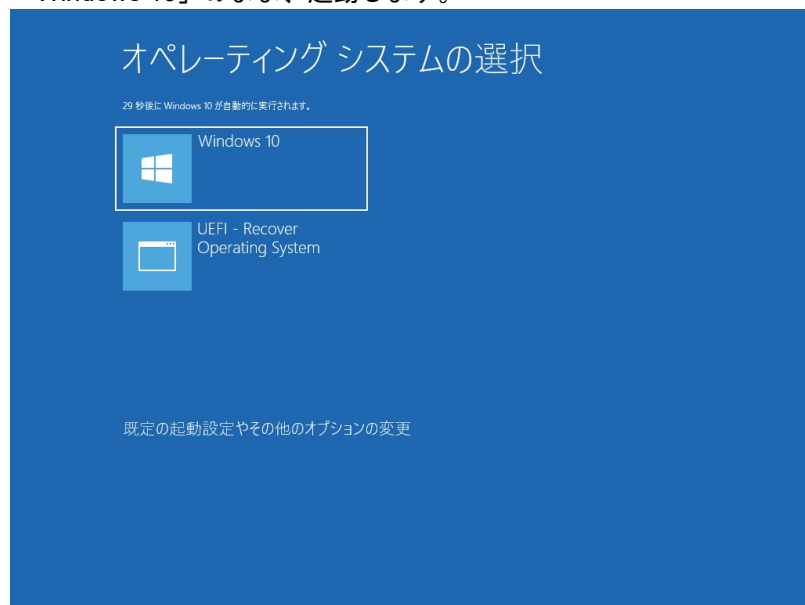 Windows 10」のまま、起動します。
オペレーティング システムの選択
29 秒後に Windows 10 が自動的に実行されます。
Windows 10
UEFI - Recover
Operating System
既定の起動設定やその他のオプションの変更